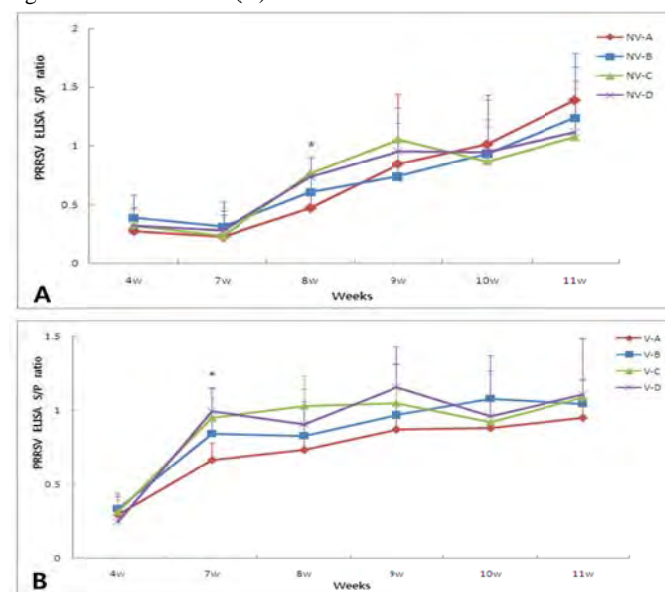 2
1.5
1
0.5
0
PRRSV ELISA S/P ratio
*
4w 7w 8w 9w 10w 11w
Weeks
NV-A
NV-B
NV-C
NV-D
A
1.5
1
0.5
0
PRRSV ELISA S/P ratio
*
4w 7w 8w 9w 10w 11w
Weeks
V-A
V-B
V-C
V-D
B